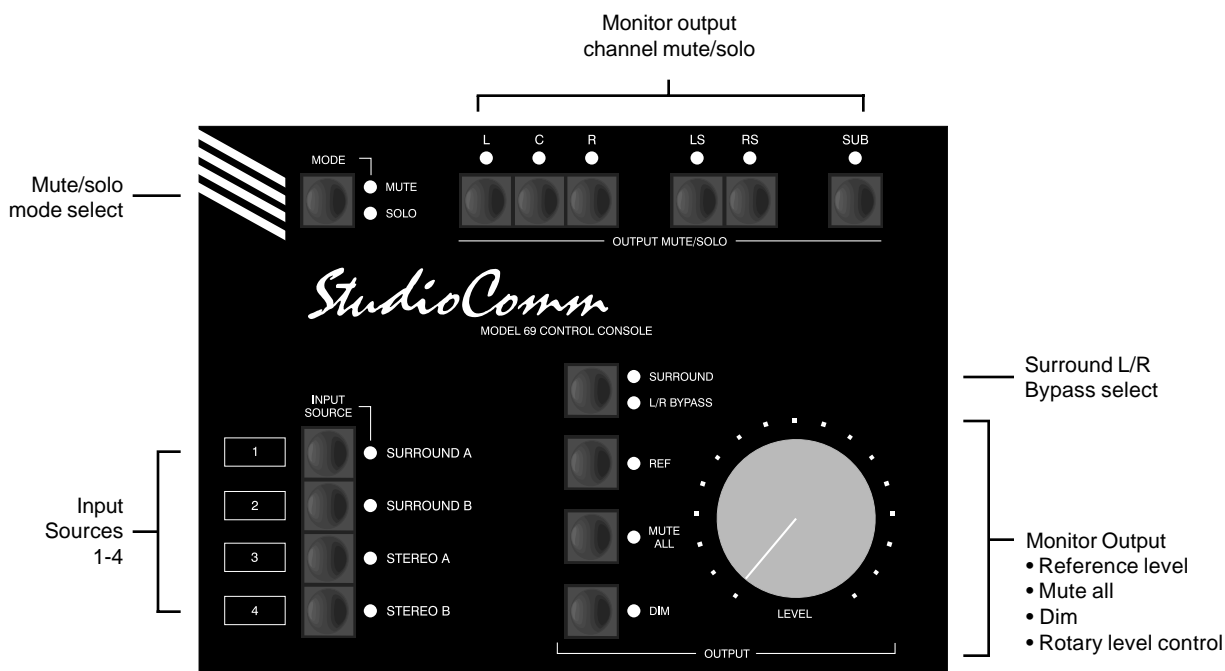 Monitor output
channel mute/solo
L C R LS RS SUB
MODE
MUTE
SOLO
Mute/solo
mode select
OUTPUT MUTE/SOLO
StudioComm
MODEL 69 CONTROL CONSOLE
SURROUND
L/R BYPASS
Surround L/R
Bypass select
INPUT
SOURCE
1 SURROUND A
2 SURROUND B
3 STEREO A
4 STEREO B
Input
Sources
1-4
REF
MUTE
ALL
DIM
LEVEL
OUTPUT
Monitor Output
• Reference level
• Mute all
• Dim
• Rotary level control